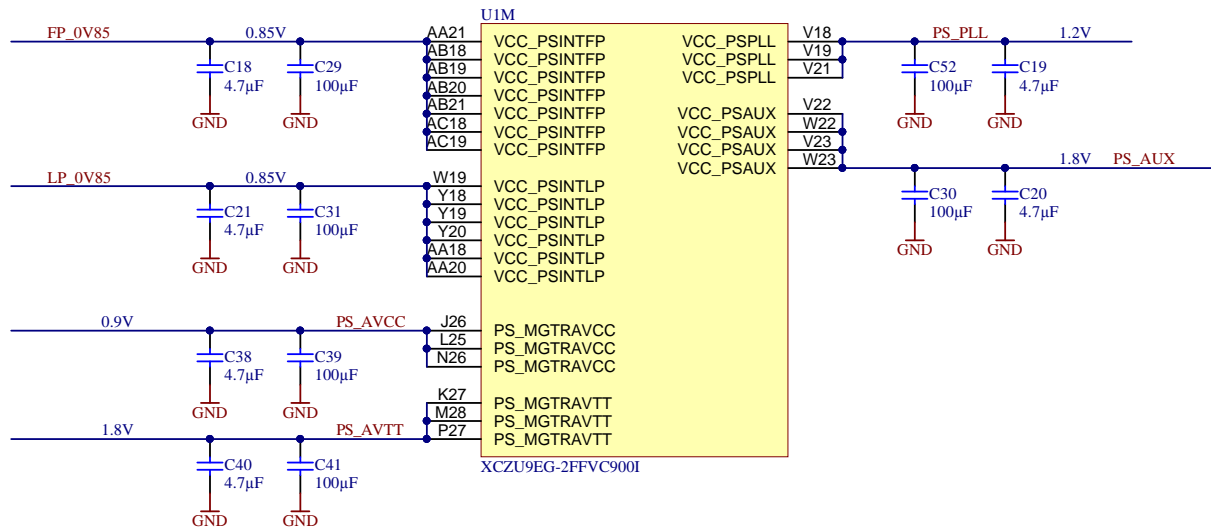 U1M
FP_0V85 0.85V AA21 VCC_PSINTFP VCC_PSPLL V18 PS_PLL 1.2V
AB18 VCC_PSINTFP VCC_PSPLL V19
C18 C29 AB19 VCC_PSINTFP VCC_PSPLL V21 C52 C19
4.7µF 100µF AB20 VCC_PSINTFP 100µF 4.7µF
AB21 VCC_PSINTFP VCC_PSAUX V22
GND GND AC18 VCC_PSINTFP VCC_PSAUX W22 GND GND
AC19 VCC_PSINTFP VCC_PSAUX V23
VCC_PSAUX W23 1.8V PS_AUX
LP_0V85 0.85V W19 VCC_PSINTLP
Y18 VCC_PSINTLP C30 C20
C21 C31 Y19 VCC_PSINTLP 100µF 4.7µF
4.7µF 100µF Y20 VCC_PSINTLP
AA18 VCC_PSINTLP GND GND
GND GND AA20 VCC_PSINTLP
0.9V PS_AVCC J26 PS_MGTRAVCC
L25 PS_MGTRAVCC
C38 C39 N26 PS_MGTRAVCC
4.7µF 100µF
K27 PS_MGTRAVTT
GND GND M28 PS_MGTRAVTT
1.8V PS_AVTT P27 PS_MGTRAVTT
C40 C41 XCZU9EG-2FFVC900I
4.7µF 100µF
GND GND